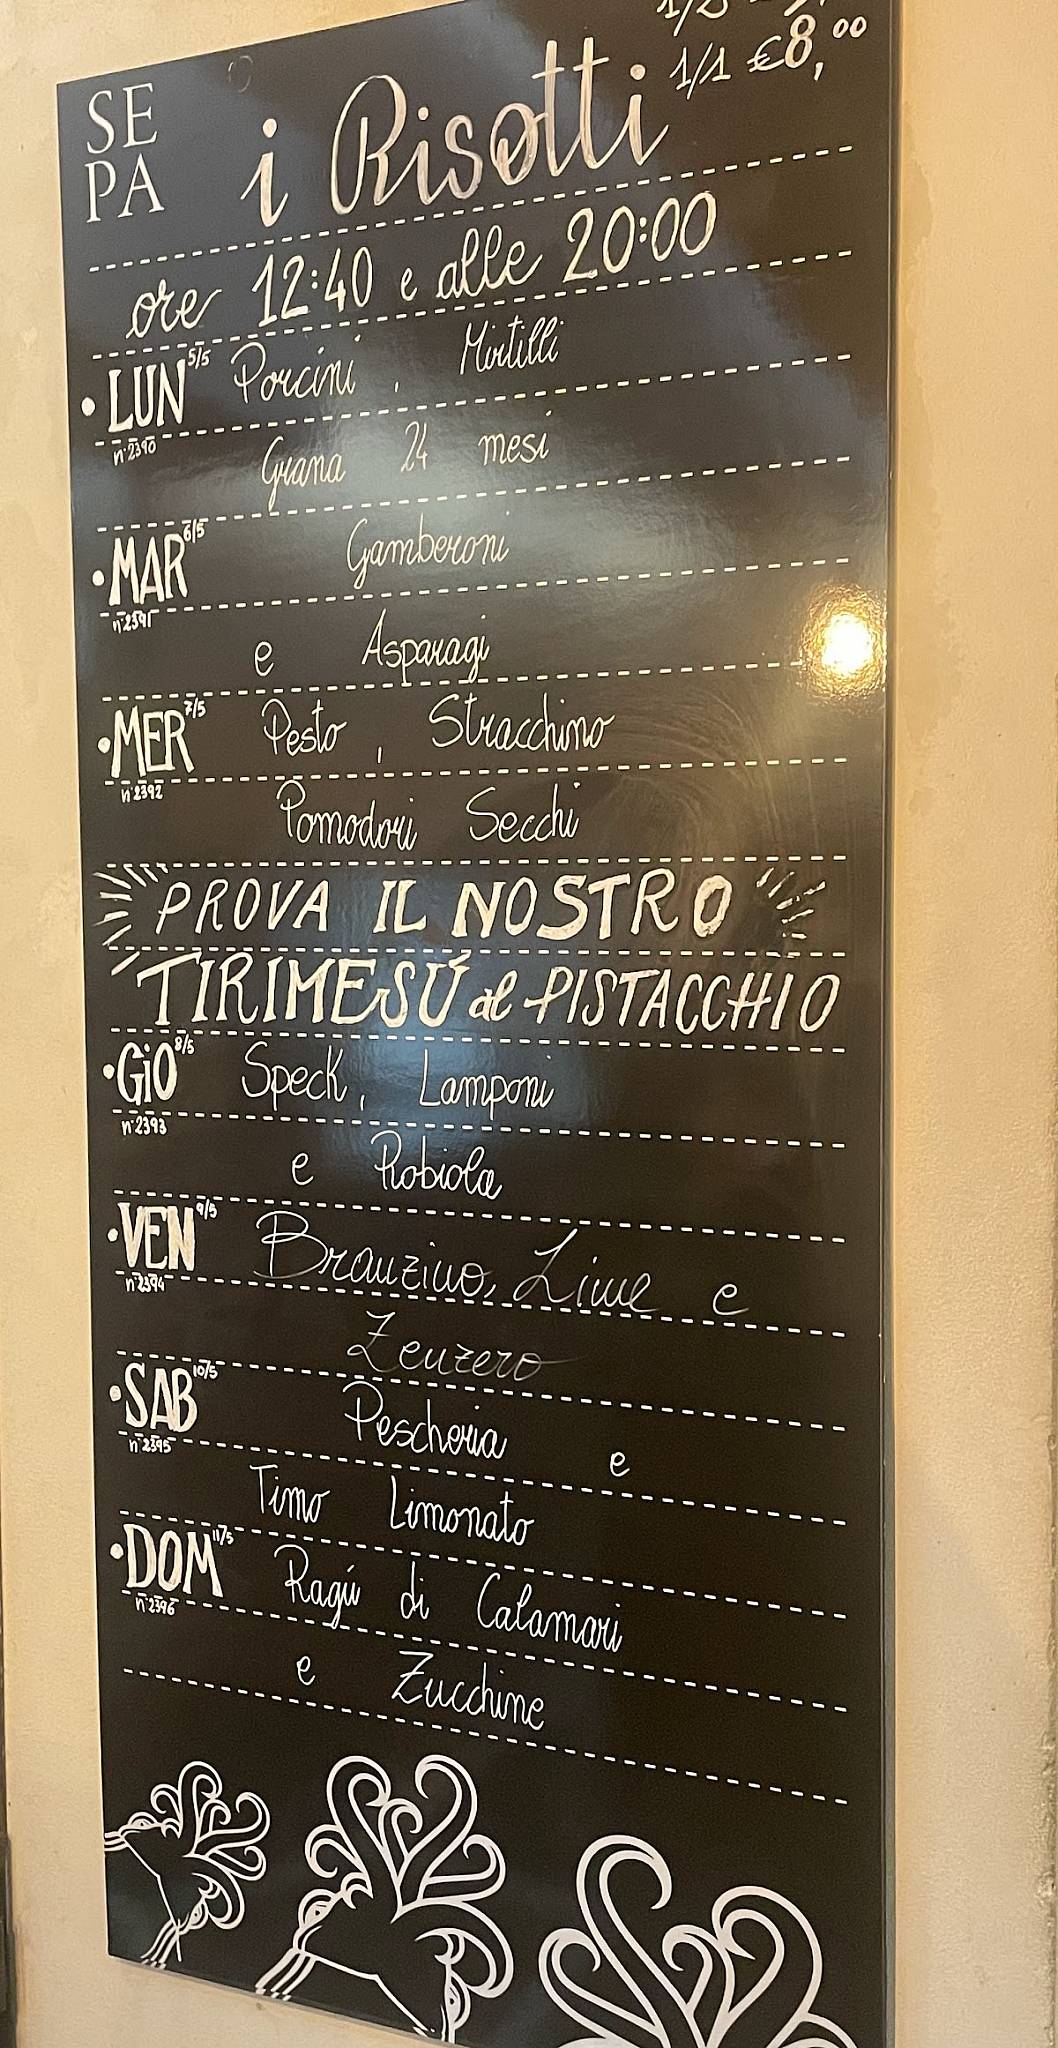 1/1 €8,00
SE
PA
i Risotti
ore 12:40 e alle 20:00
• LUN 5/5 Porcini, Mirtilli
n°2390
Grana 24 mesi
• MAR 6/5 Gamberoni
n°2391
e Asparagi
• MER 7/5 Pesto, Stracchino
n°2392
Pomodori Secchi
PROVA IL NOSTRO
TIRIMESÚ al PISTACCHIO
• GiO 8/5 Speck, Lamponi
n°2393
e Robiola
• VEN 9/5 Branzino, Lime e
n°2394
Zenzero
• SAB 10/5 Pescheria e
n°2395
Timo Limonato
• DOM 11/5 Ragú di Calamari
n°2396
e Zucchine